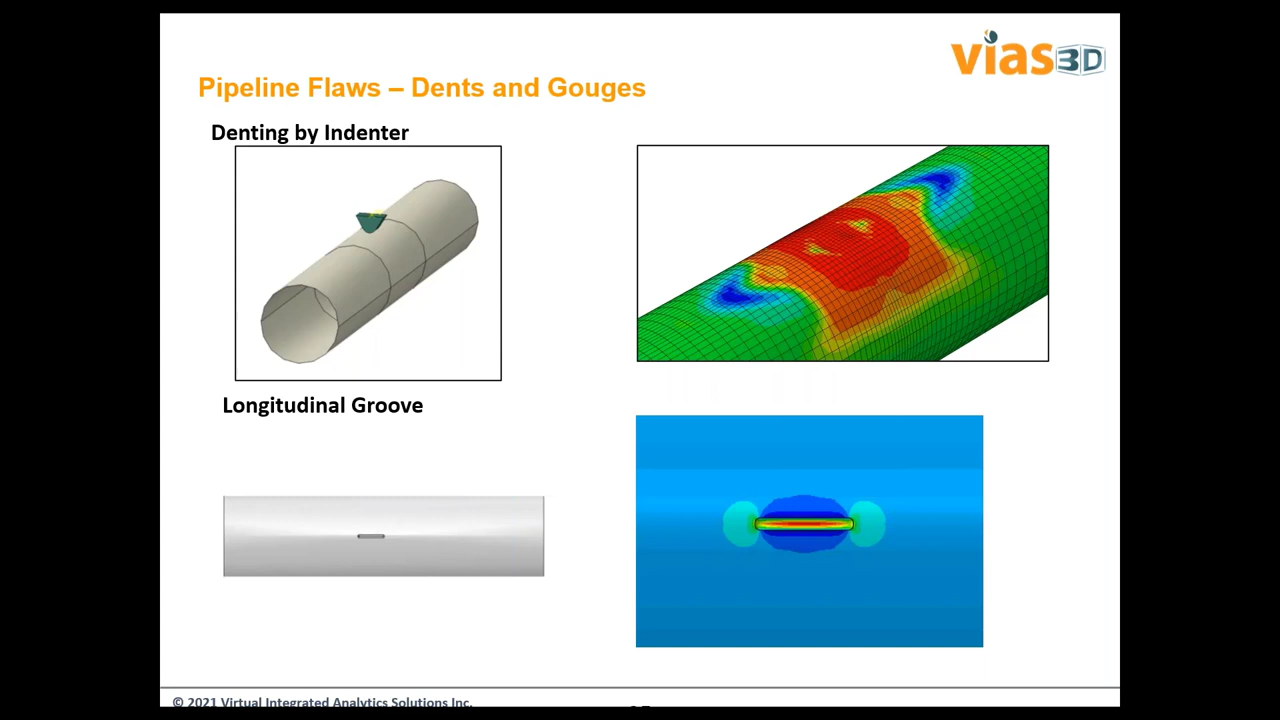 vias3D
Pipeline Flaws – Dents and Gouges
Denting by Indenter
Longitudinal Groove
© 2021 Virtual Integrated Analytics Solutions Inc.